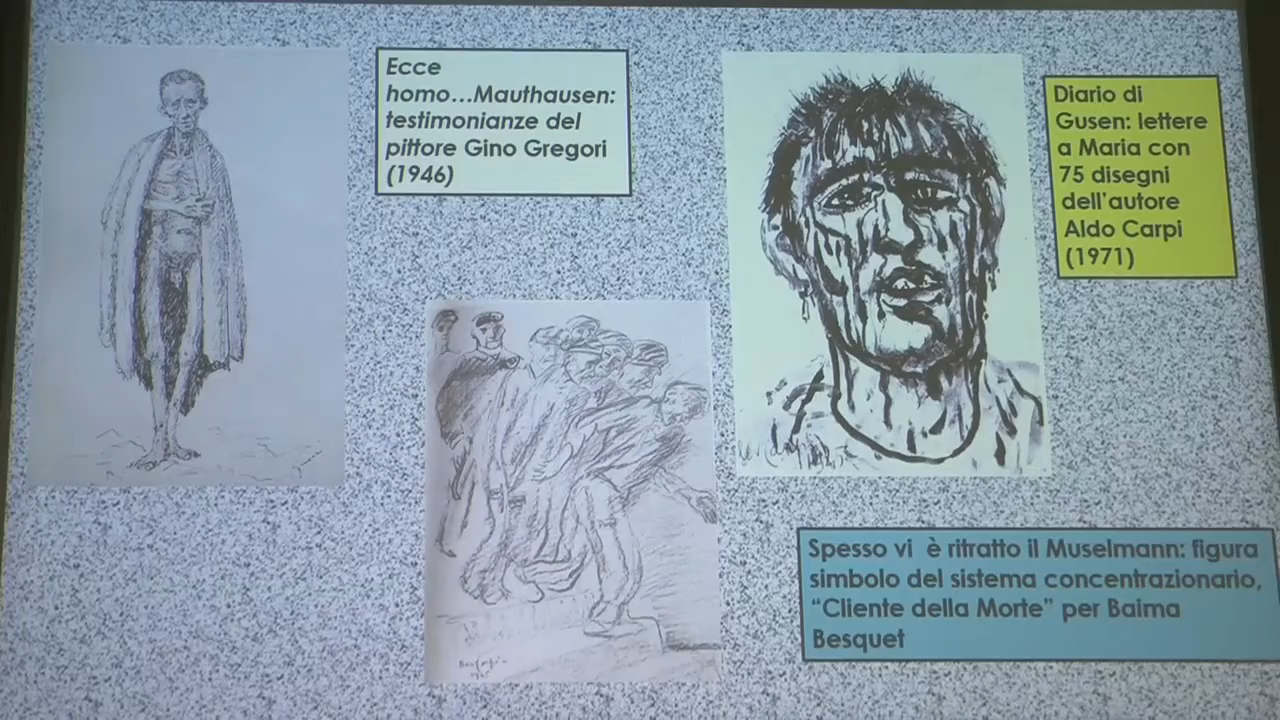 Ecce
homo...Mauthausen:
testimonianze del
pittore Gino Gregori
(1946)
Diario di
Gusen: lettere
a Maria con
75 disegni
dell'autore
Aldo Carpi
(1971)
Spesso vi è ritratto il Muselmann: figura
simbolo del sistema concentrazionario,
"Cliente della Morte" per Baima
Besquet